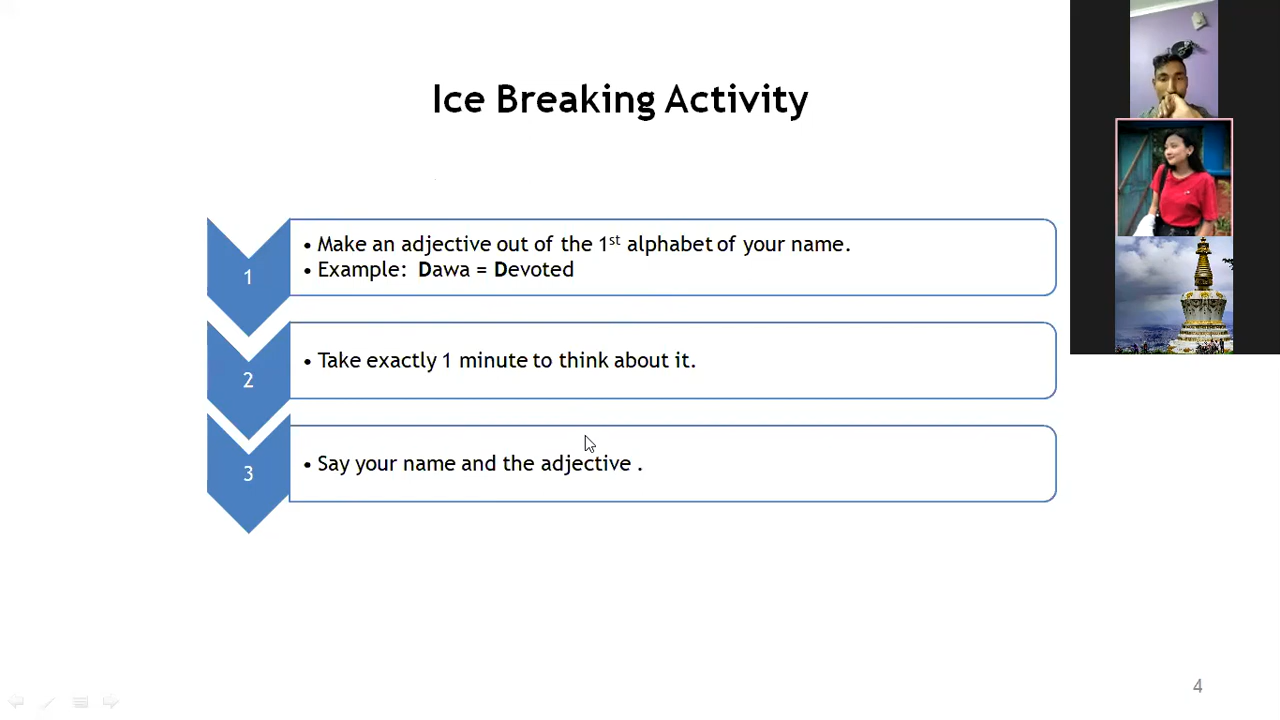 Ice Breaking Activity
1
• Make an adjective out of the 1st alphabet of your name.
• Example: Dawa = Devoted
2
• Take exactly 1 minute to think about it.
3
• Say your name and the adjective .
4